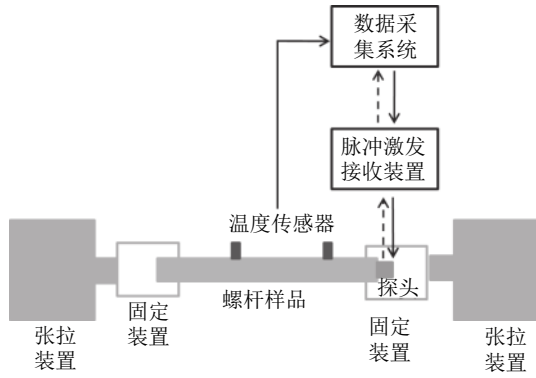 数据采
集系统
脉冲激发
接收装置
温度传感器
探头
螺杆样品
固定
装置
固定
装置
张拉
装置
张拉
装置